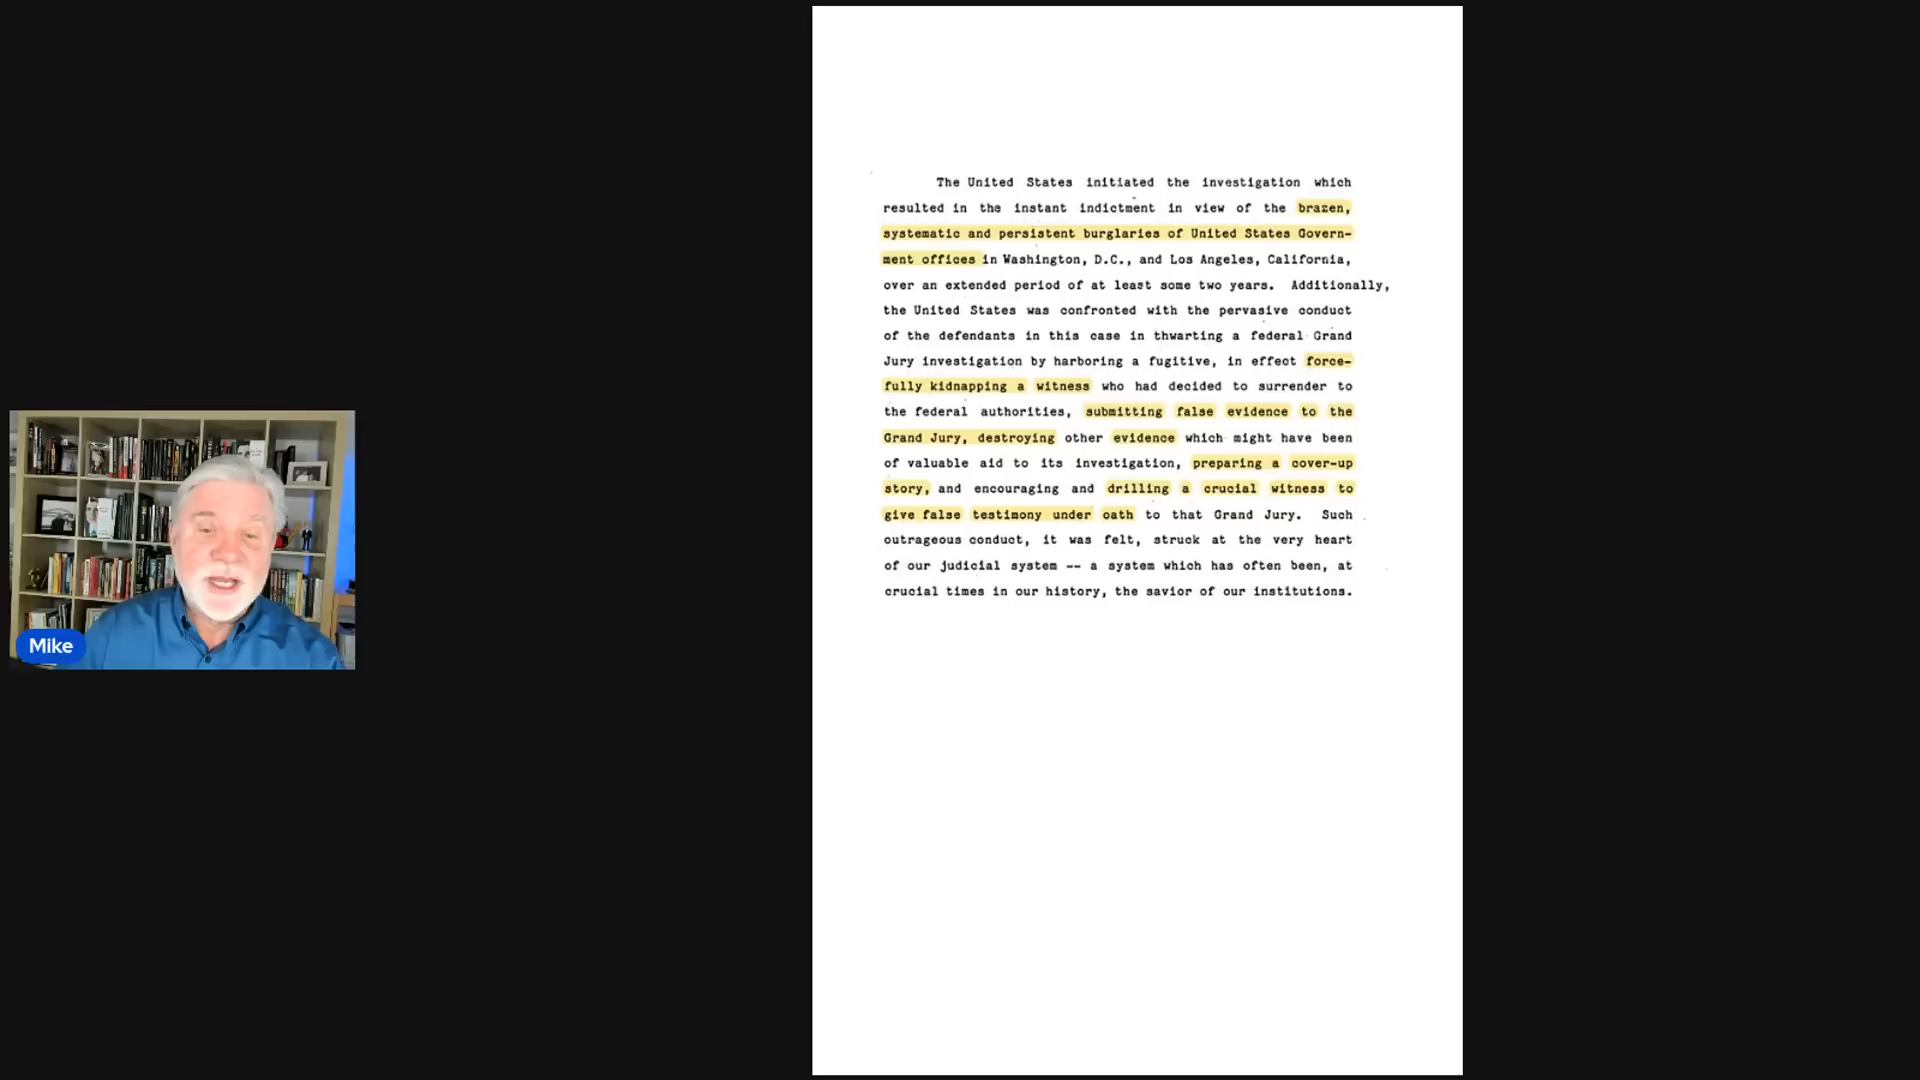 The United States initiated the investigation which
resulted in the instant indictment in view of the brazen,
systematic and persistent burglaries of United States Govern-
ment offices in Washington, D.C., and Los Angeles, California,
over an extended period of at least some two years. Additionally,
the United States was confronted with the pervasive conduct
of the defendants in this case in thwarting a federal Grand
Jury investigation by harboring a fugitive, in effect force-
fully kidnapping a witness who had decided to surrender to
the federal authorities, submitting false evidence to the
Grand Jury, destroying other evidence which might have been
of valuable aid to its investigation, preparing a cover-up
story, and encouraging and drilling a crucial witness to
give false testimony under oath to that Grand Jury. Such
outrageous conduct, it was felt, struck at the very heart
of our judicial system -- a system which has often been, at
crucial times in our history, the savior of our institutions.
Mike